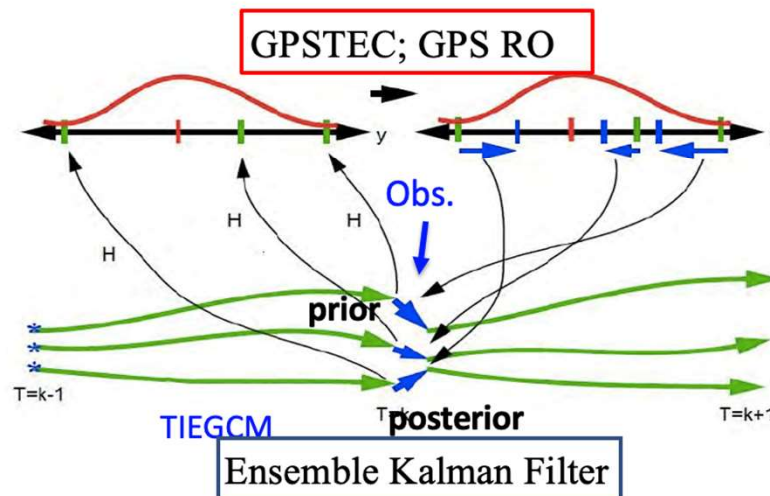 GPSTEC; GPS RO
y
Obs.
H
H
H
prior
T=k-1
T=k
T=k+1
TIEGCM
posterior
Ensemble Kalman Filter